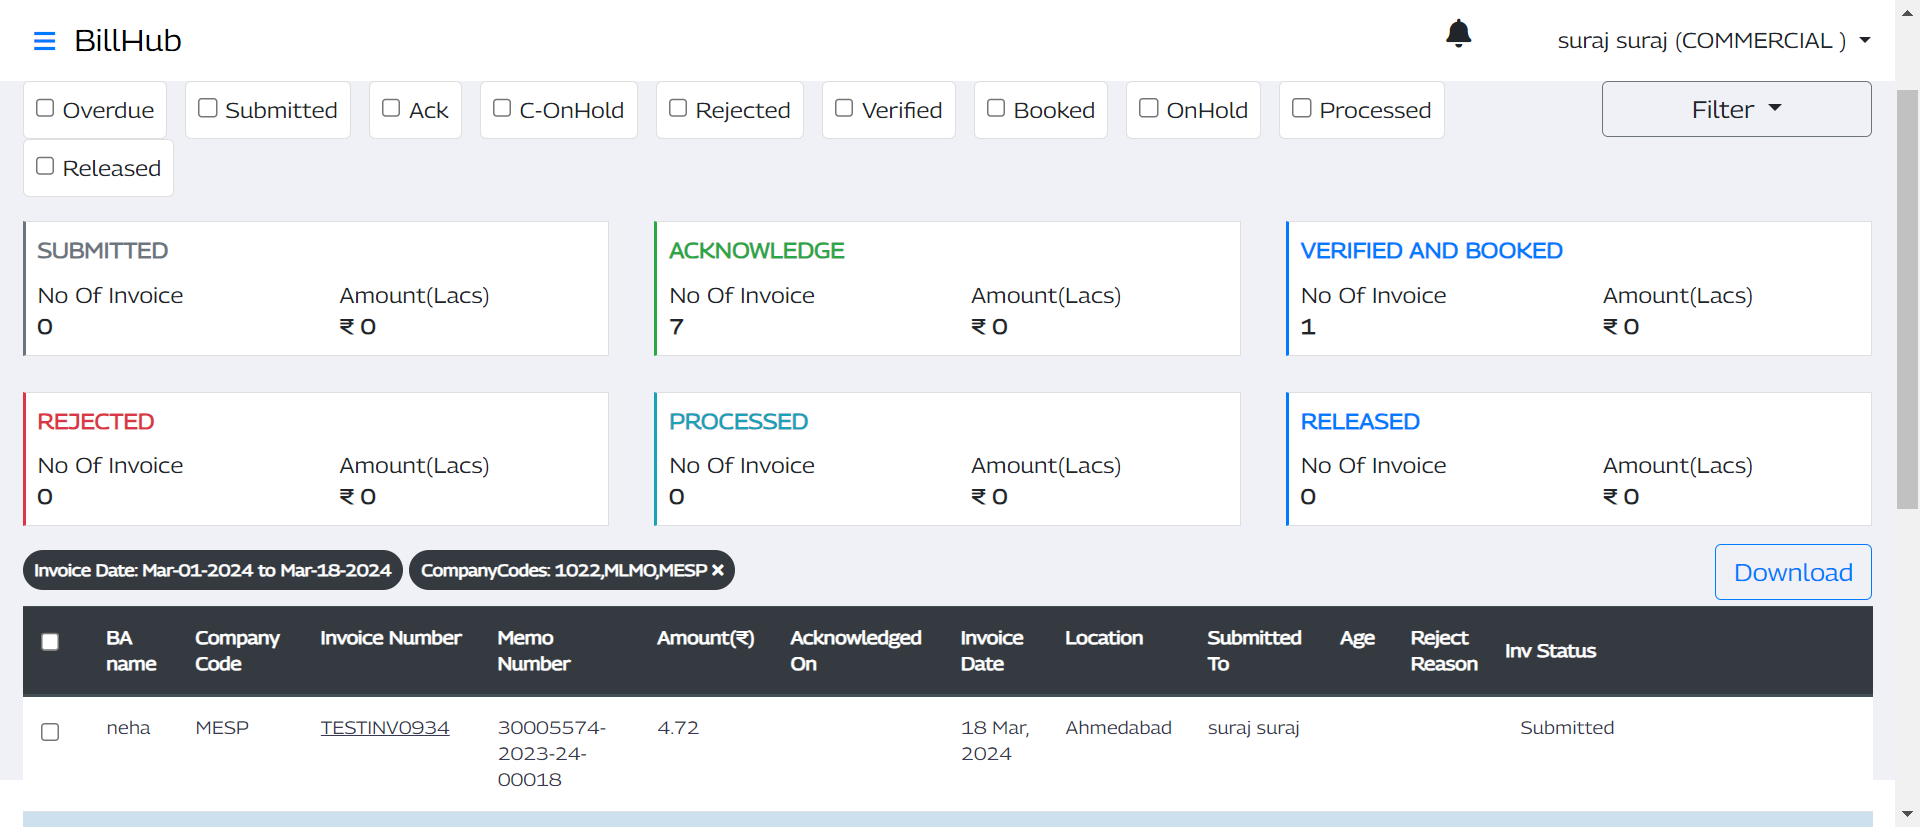 BillHub
suraj suraj (COMMERCIAL )
Overdue Submitted Ack C-OnHold Rejected Verified Booked OnHold Processed
Filter
Released
SUBMITTED
No Of Invoice Amount(Lacs)
0 ₹ 0
ACKNOWLEDGE
No Of Invoice Amount(Lacs)
7 ₹ 0
VERIFIED AND BOOKED
No Of Invoice Amount(Lacs)
1 ₹ 0
REJECTED
No Of Invoice Amount(Lacs)
0 ₹ 0
PROCESSED
No Of Invoice Amount(Lacs)
0 ₹ 0
RELEASED
No Of Invoice Amount(Lacs)
0 ₹ 0
Invoice Date: Mar-01-2024 to Mar-18-2024
CompanyCodes: 1022,MLMO,MESP ×
Download
BA name
Company Code
Invoice Number
Memo Number
Amount(₹)
Acknowledged On
Invoice Date
Location
Submitted To
Age
Reject Reason
Inv Status
neha
MESP
TESTINV0934
30005574-
2023-24-
00018
4.72
18 Mar,
2024
Ahmedabad
suraj suraj
Submitted